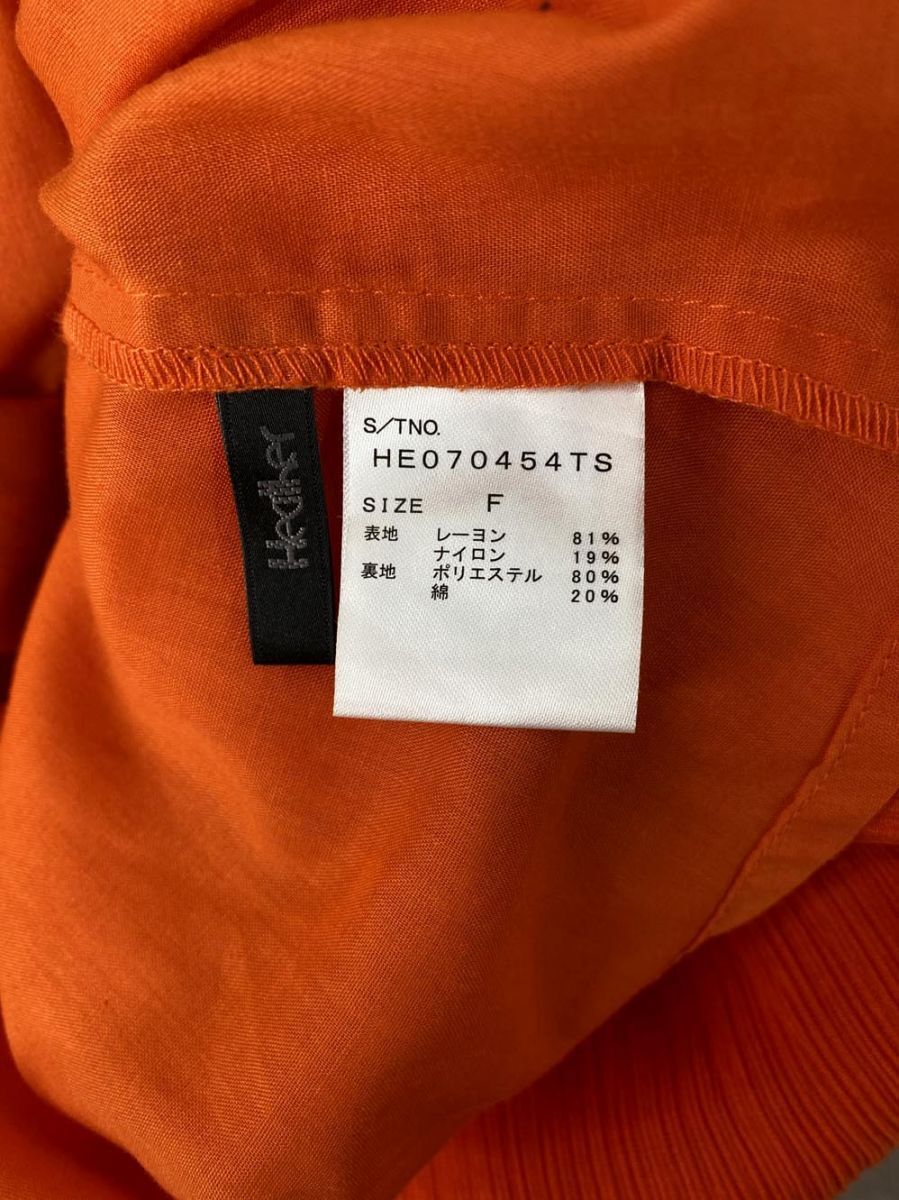 Heather
S/TNO.
HE070454TS
SIZE F
表地 レーヨン 81%
ナイロン 19%
裏地 ポリエステル 80%
綿 20%